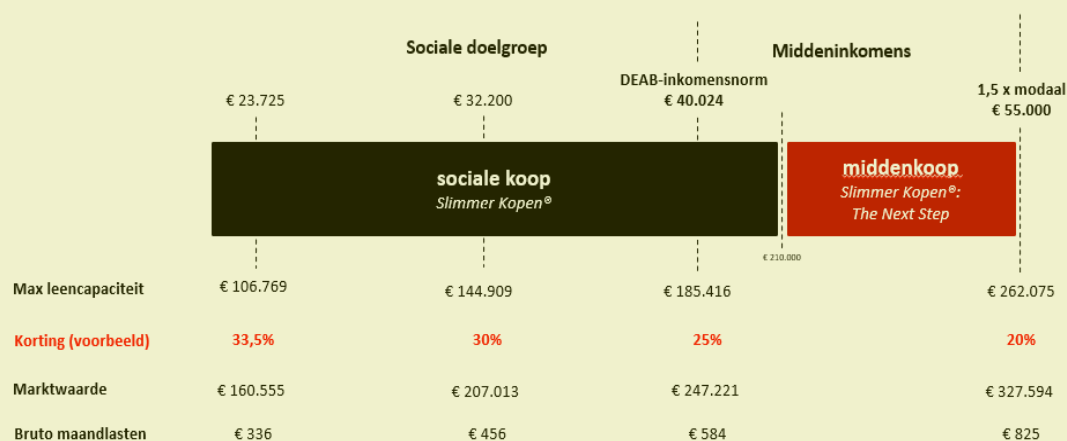 Sociale doelgroep
Middeninkomens
DEAB-inkomensnorm
€ 40.024
1,5 x modaal
€ 55.000
€ 23.725
€ 32.200
sociale koop
Slimmer Kopen®
middenkoop
Slimmer Kopen®:
The Next Step
€ 210.000
Max leencapaciteit € 106.769 € 144.909 € 185.416 € 262.075
Korting (voorbeeld) 33,5% 30% 25% 20%
Marktwaarde € 160.555 € 207.013 € 247.221 € 327.594
Bruto maandlasten € 336 € 456 € 584 € 825